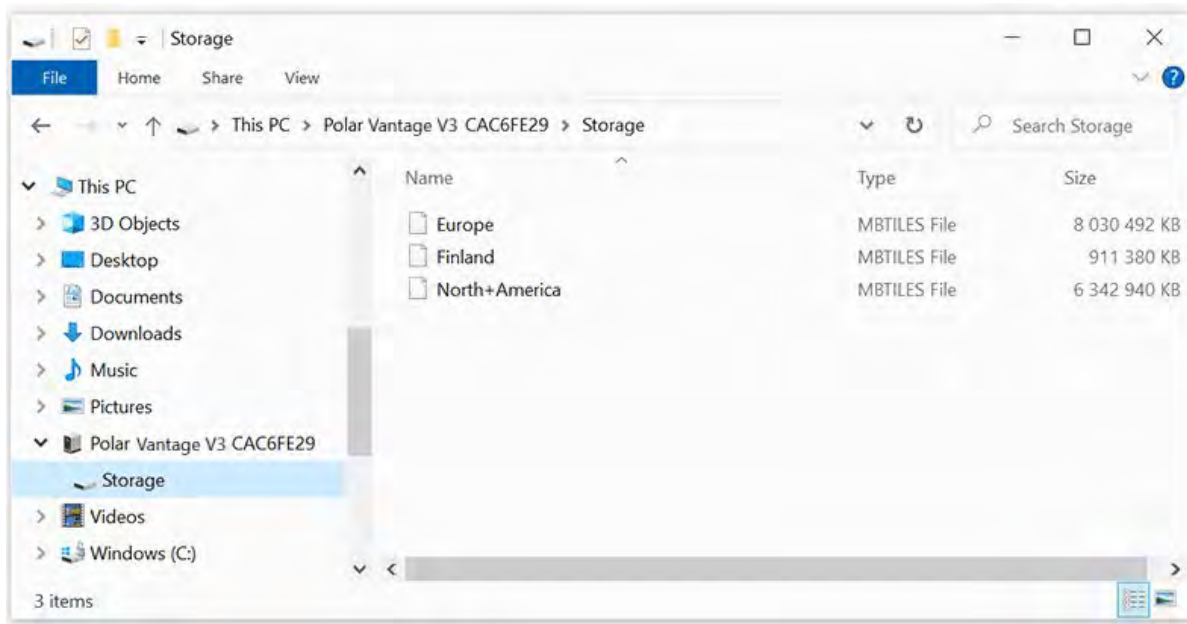 Storage
File Home Share View
This PC > Polar Vantage V3 CAC6FE29 > Storage
Search Storage
This PC
3D Objects
Desktop
Documents
Downloads
Music
Pictures
Polar Vantage V3 CAC6FE29
Storage
Videos
Windows (C:)
Name Type Size
Europe MBTILES File 8 030 492 KB
Finland MBTILES File 911 380 KB
North+America MBTILES File 6 342 940 KB
3 items